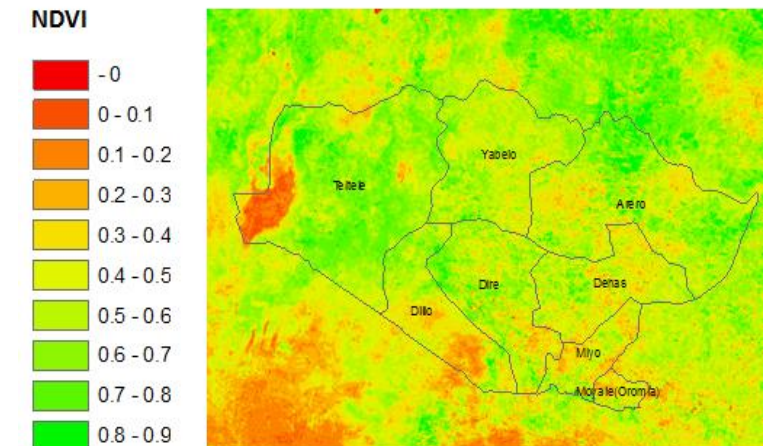 NDVI
- 0
0 - 0.1
0.1 - 0.2
0.2 - 0.3
0.3 - 0.4
0.4 - 0.5
0.5 - 0.6
0.6 - 0.7
0.7 - 0.8
0.8 - 0.9
Yabelo
Teltele
Arero
Dire
Dehas
Dillo
Miyo
Moyale(Oromia)